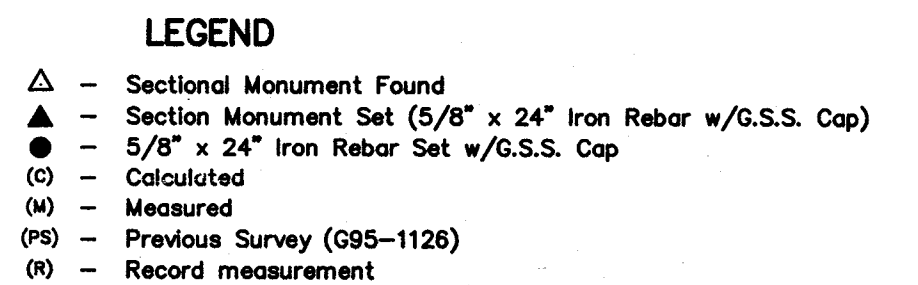 LEGEND
△ – Sectional Monument Found
▲ – Section Monument Set (5/8" x 24" Iron Rebar w/G.S.S. Cap)
● – 5/8" x 24" Iron Rebar Set w/G.S.S. Cap
(C) – Calculated
(M) – Measured
(PS) – Previous Survey (G95–1126)
(R) – Record measurement